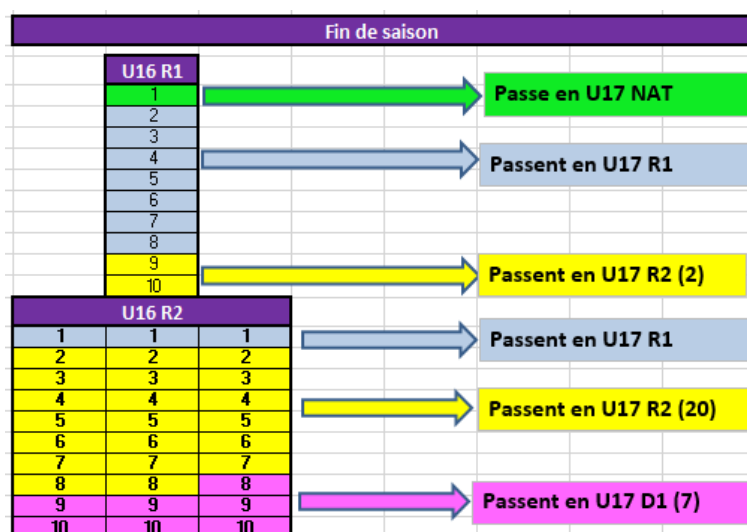 Fin de saison
U16 R1
1 Passe en U17 NAT
2
3
4 Passent en U17 R1
5
6
7
8
9 Passent en U17 R2 (2)
10
U16 R2
1 1 1 Passent en U17 R1
2 2 2
3 3 3
4 4 4 Passent en U17 R2 (20)
5 5 5
6 6 6
7 7 7
8 8 8
9 9 9 Passent en U17 D1 (7)
10 10 10